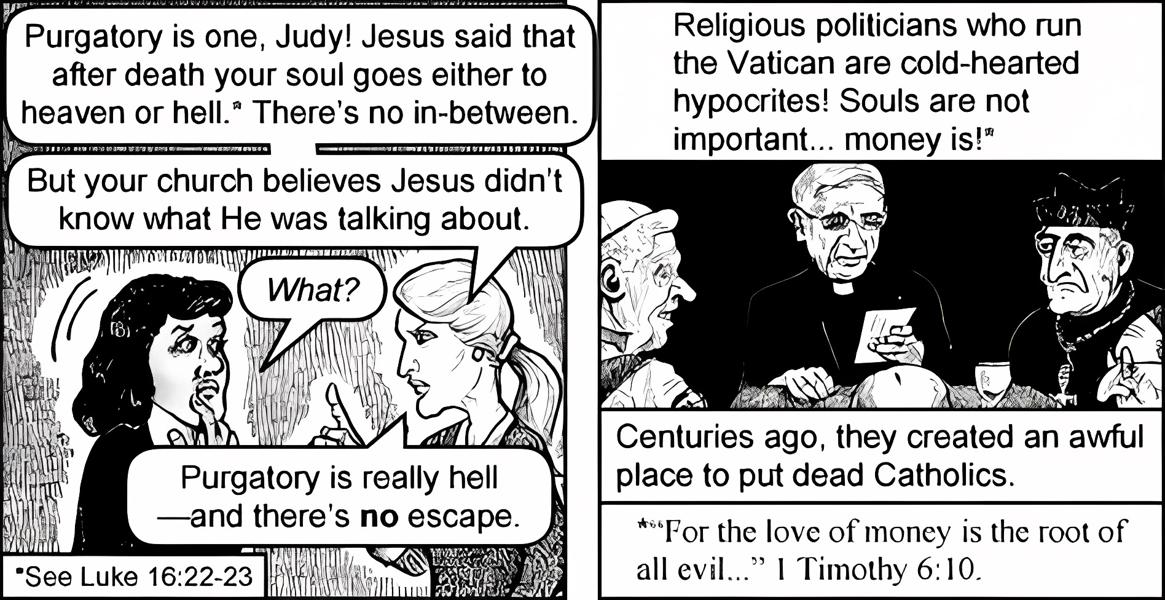 Purgatory is one, Judy! Jesus said that
after death your soul goes either to
heaven or hell.* There's no in-between.
But your church believes Jesus didn't
know what He was talking about.
What?
Purgatory is really hell
—and there's no escape.
*See Luke 16:22-23
Religious politicians who run
the Vatican are cold-hearted
hypocrites! Souls are not
important... money is!*
Centuries ago, they created an awful
place to put dead Catholics.
*“For the love of money is the root of
all evil...” 1 Timothy 6:10.